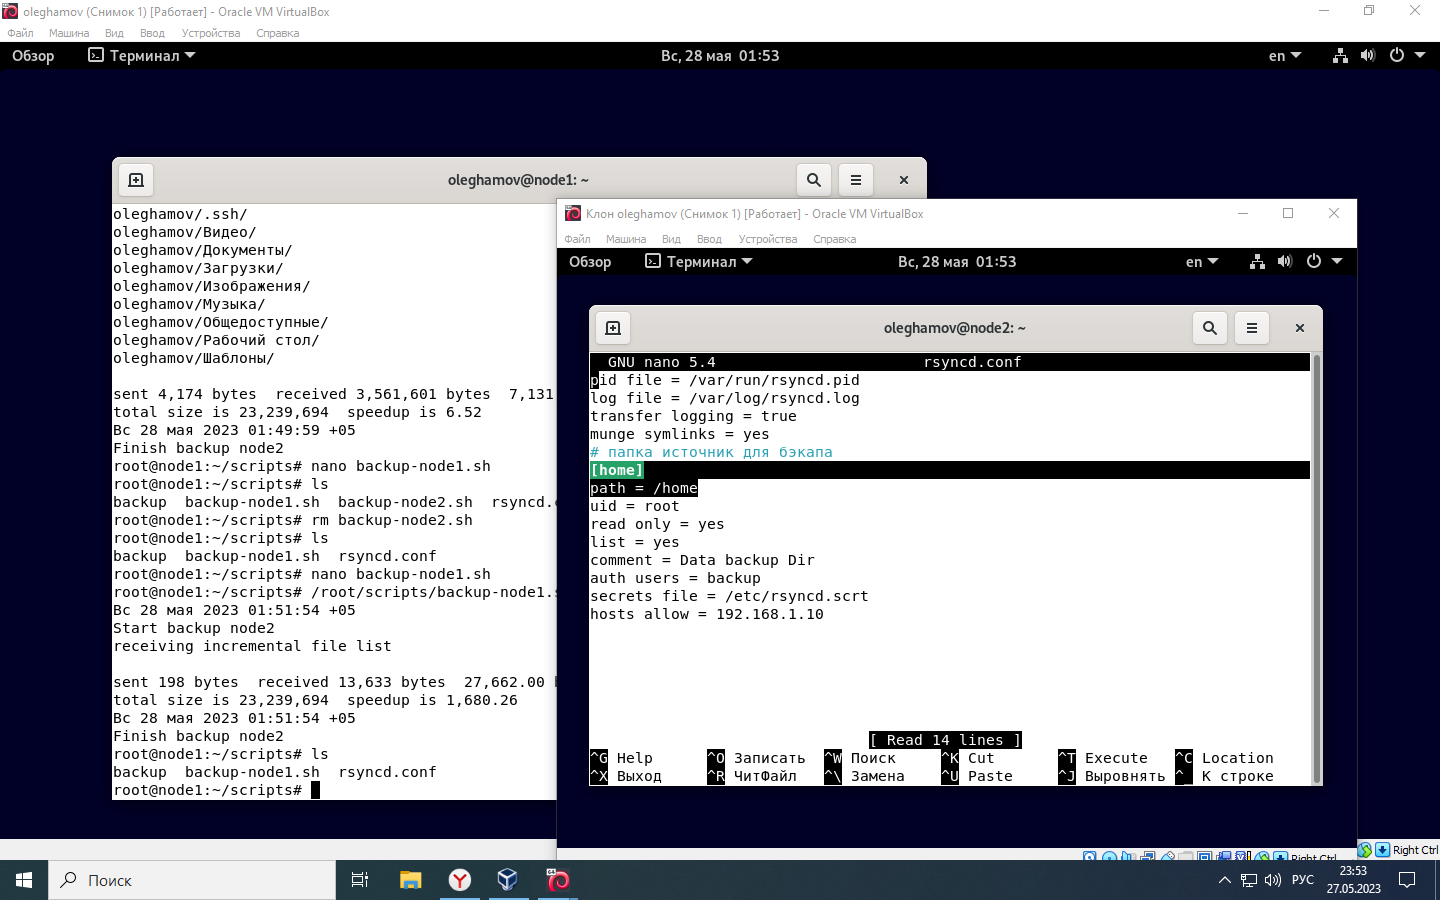 oleghamov (Снимок 1) [Работает] - Oracle VM VirtualBox
Файл Машина Вид Ввод Устройства Справка
Обзор Терминал Вс, 28 мая 01:53 en
oleghamov@node1: ~
oleghamov/.ssh/
oleghamov/Видео/
oleghamov/Документы/
oleghamov/Загрузки/
oleghamov/Изображения/
oleghamov/Музыка/
oleghamov/Общедоступные/
oleghamov/Рабочий стол/
oleghamov/Шаблоны/
sent 4,174 bytes  received 3,561,601 bytes  7,131
total size is 23,239,694  speedup is 6.52
Вс 28 мая 2023 01:49:59 +05
Finish backup node2
root@node1:~/scripts# nano backup-node1.sh
root@node1:~/scripts# ls
backup  backup-node1.sh  backup-node2.sh  rsyncd.
root@node1:~/scripts# rm backup-node2.sh
root@node1:~/scripts# ls
backup  backup-node1.sh  rsyncd.conf
root@node1:~/scripts# nano backup-node1.sh
root@node1:~/scripts# /root/scripts/backup-node1.s
Вс 28 мая 2023 01:51:54 +05
Start backup node2
receiving incremental file list
sent 198 bytes  received 13,633 bytes  27,662.00
total size is 23,239,694  speedup is 1,680.26
Вс 28 мая 2023 01:51:54 +05
Finish backup node2
root@node1:~/scripts# ls
backup  backup-node1.sh  rsyncd.conf
root@node1:~/scripts#
Клон oleghamov (Снимок 1) [Работает] - Oracle VM VirtualBox
Файл Машина Вид Ввод Устройства Справка
Обзор Терминал Вс, 28 мая 01:53 en
oleghamov@node2: ~
GNU nano 5.4 rsyncd.conf
pid file = /var/run/rsyncd.pid
log file = /var/log/rsyncd.log
transfer logging = true
munge symlinks = yes
# папка источник для бэкапа
[home]
path = /home
uid = root
read only = yes
list = yes
comment = Data backup Dir
auth users = backup
secrets file = /etc/rsyncd.scrt
hosts allow = 192.168.1.10
[ Read 14 lines ]
^G Help ^O Записать ^W Поиск ^K Cut ^T Execute ^C Location
^X Выход ^R ЧитФайл ^\ Замена ^U Paste ^J Выровнять ^_ К строке
Right Ctrl
Right Ctrl
Поиск
РУС
23:53
27.05.2023